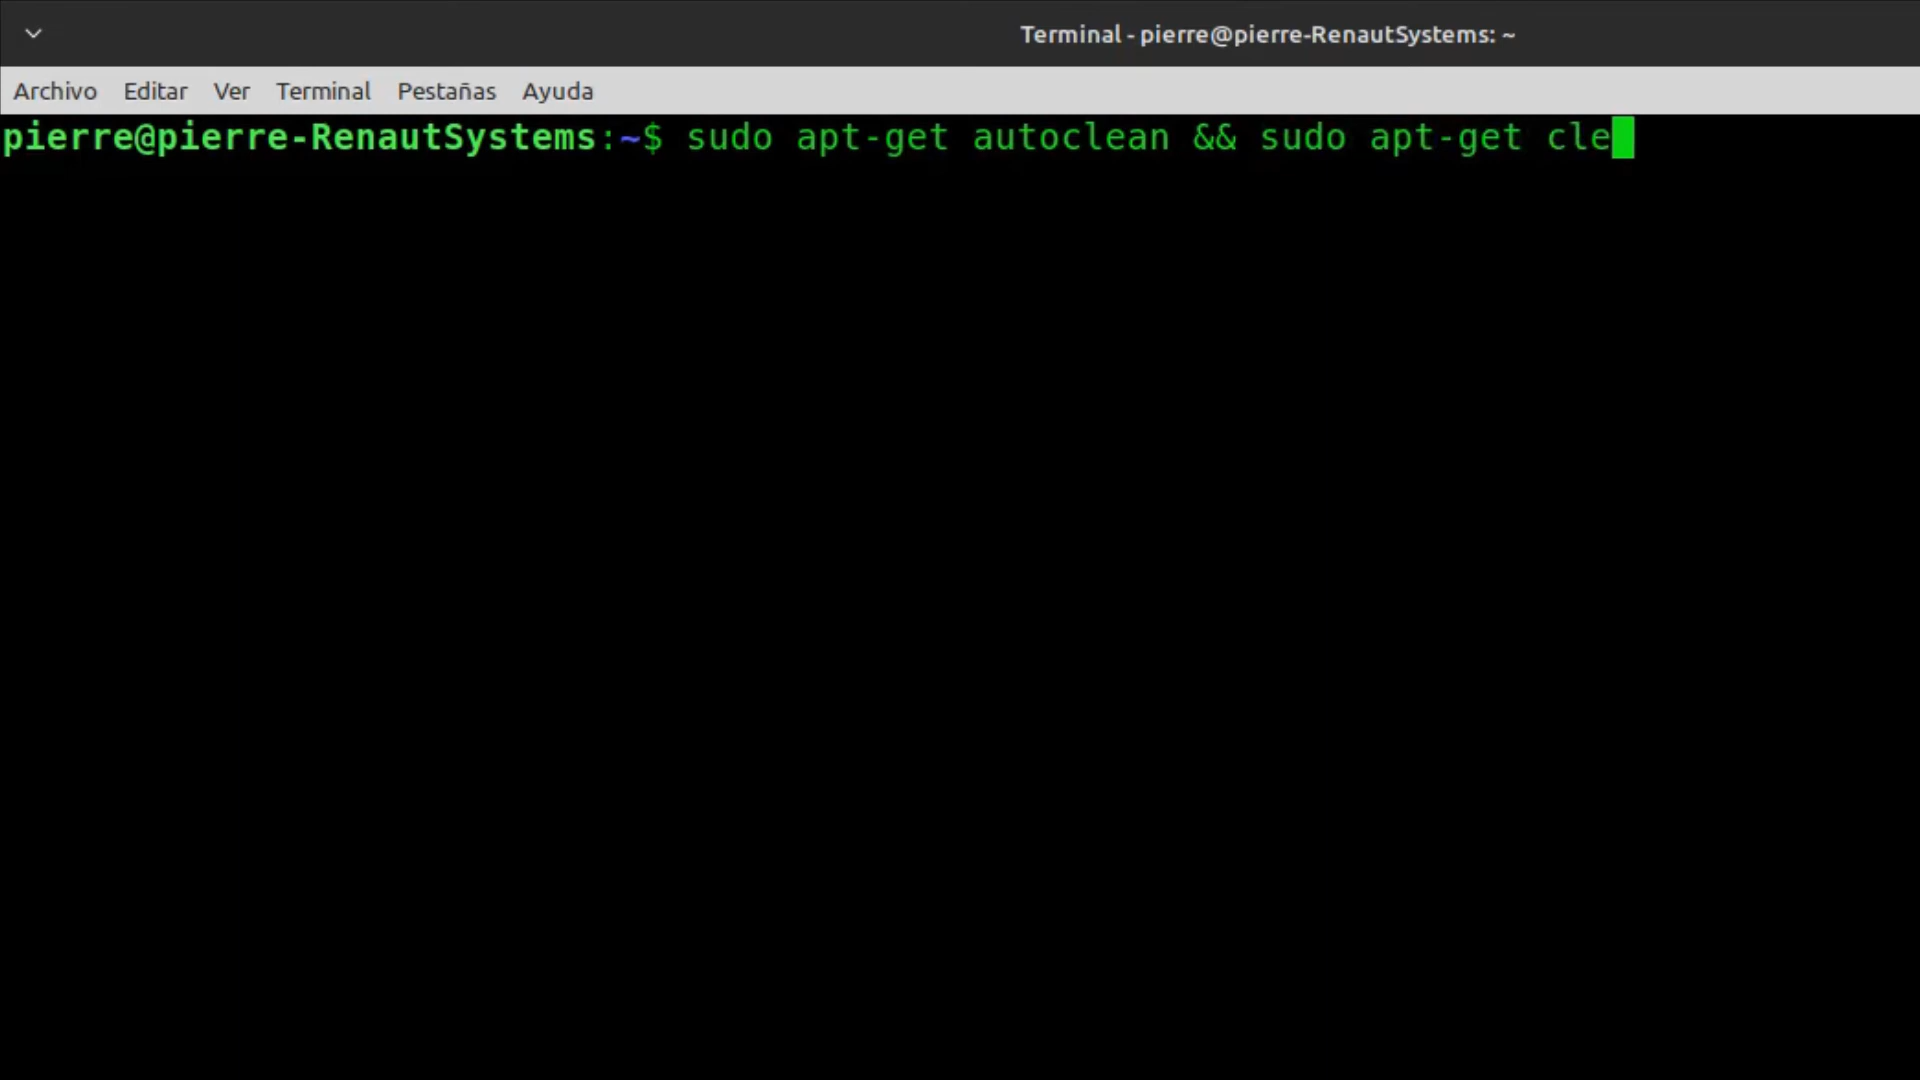 Terminal - pierre@pierre-RenautSystems: ~
Archivo Editar Ver Terminal Pestañas Ayuda
pierre@pierre-RenautSystems:~$ sudo apt-get autoclean && sudo apt-get cle